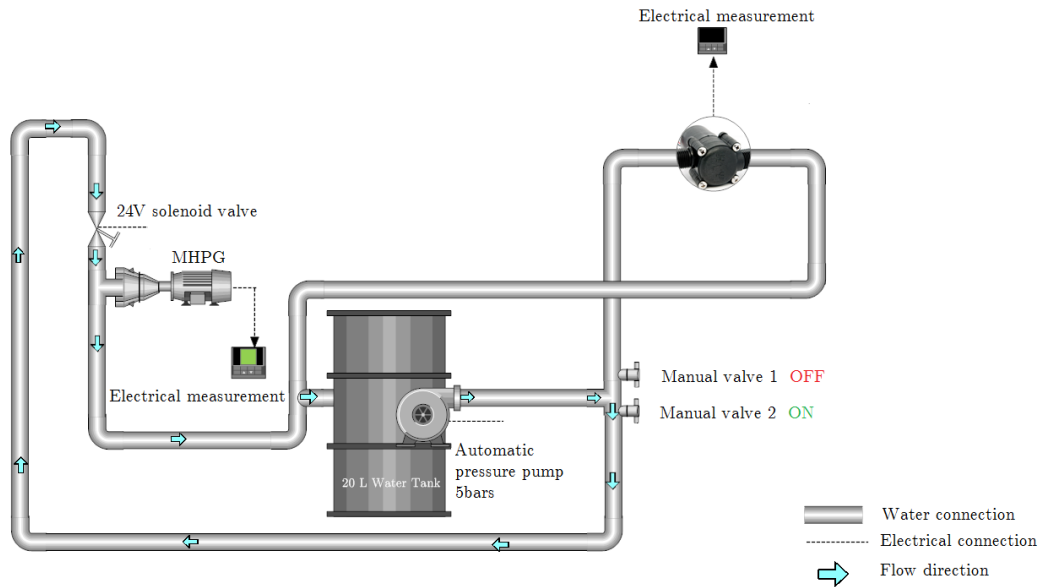 Electrical measurement
24V solenoid valve
MHPG
Electrical measurement
Manual valve 1 OFF
Manual valve 2 ON
Automatic
pressure pump
5bars
20 L Water Tank
Water connection
Electrical connection
Flow direction